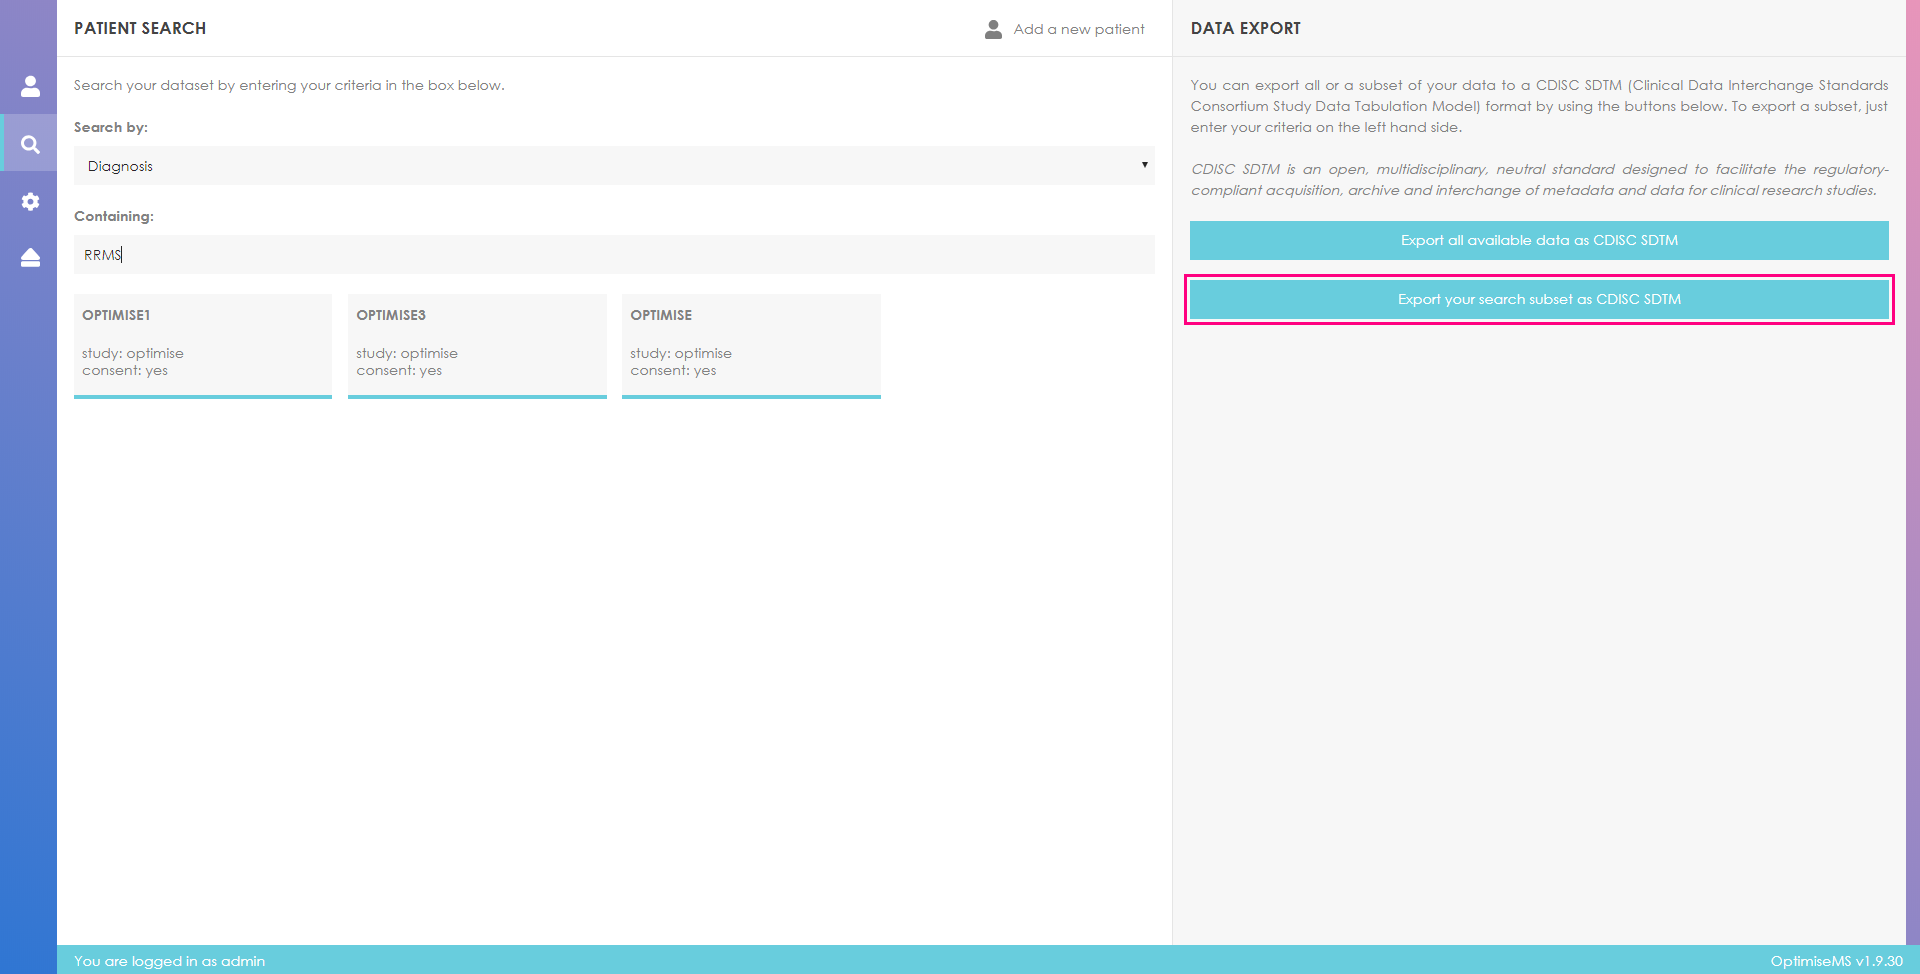 PATIENT SEARCH
Add a new patient
Search your dataset by entering your criteria in the box below.
Search by:
Diagnosis
Containing:
RRMS
OPTIMISE1
study: optimise
consent: yes
OPTIMISE3
study: optimise
consent: yes
OPTIMISE
study: optimise
consent: yes
DATA EXPORT
You can export all or a subset of your data to a CDISC SDTM (Clinical Data Interchange Standards
Consortium Study Data Tabulation Model) format by using the buttons below. To export a subset, just
enter your criteria on the left hand side.
CDISC SDTM is an open, multidisciplinary, neutral standard designed to facilitate the regulatory-
compliant acquisition, archive and interchange of metadata and data for clinical research studies.
Export all available data as CDISC SDTM
Export your search subset as CDISC SDTM
You are logged in as admin
OptimiseMS v1.9.30